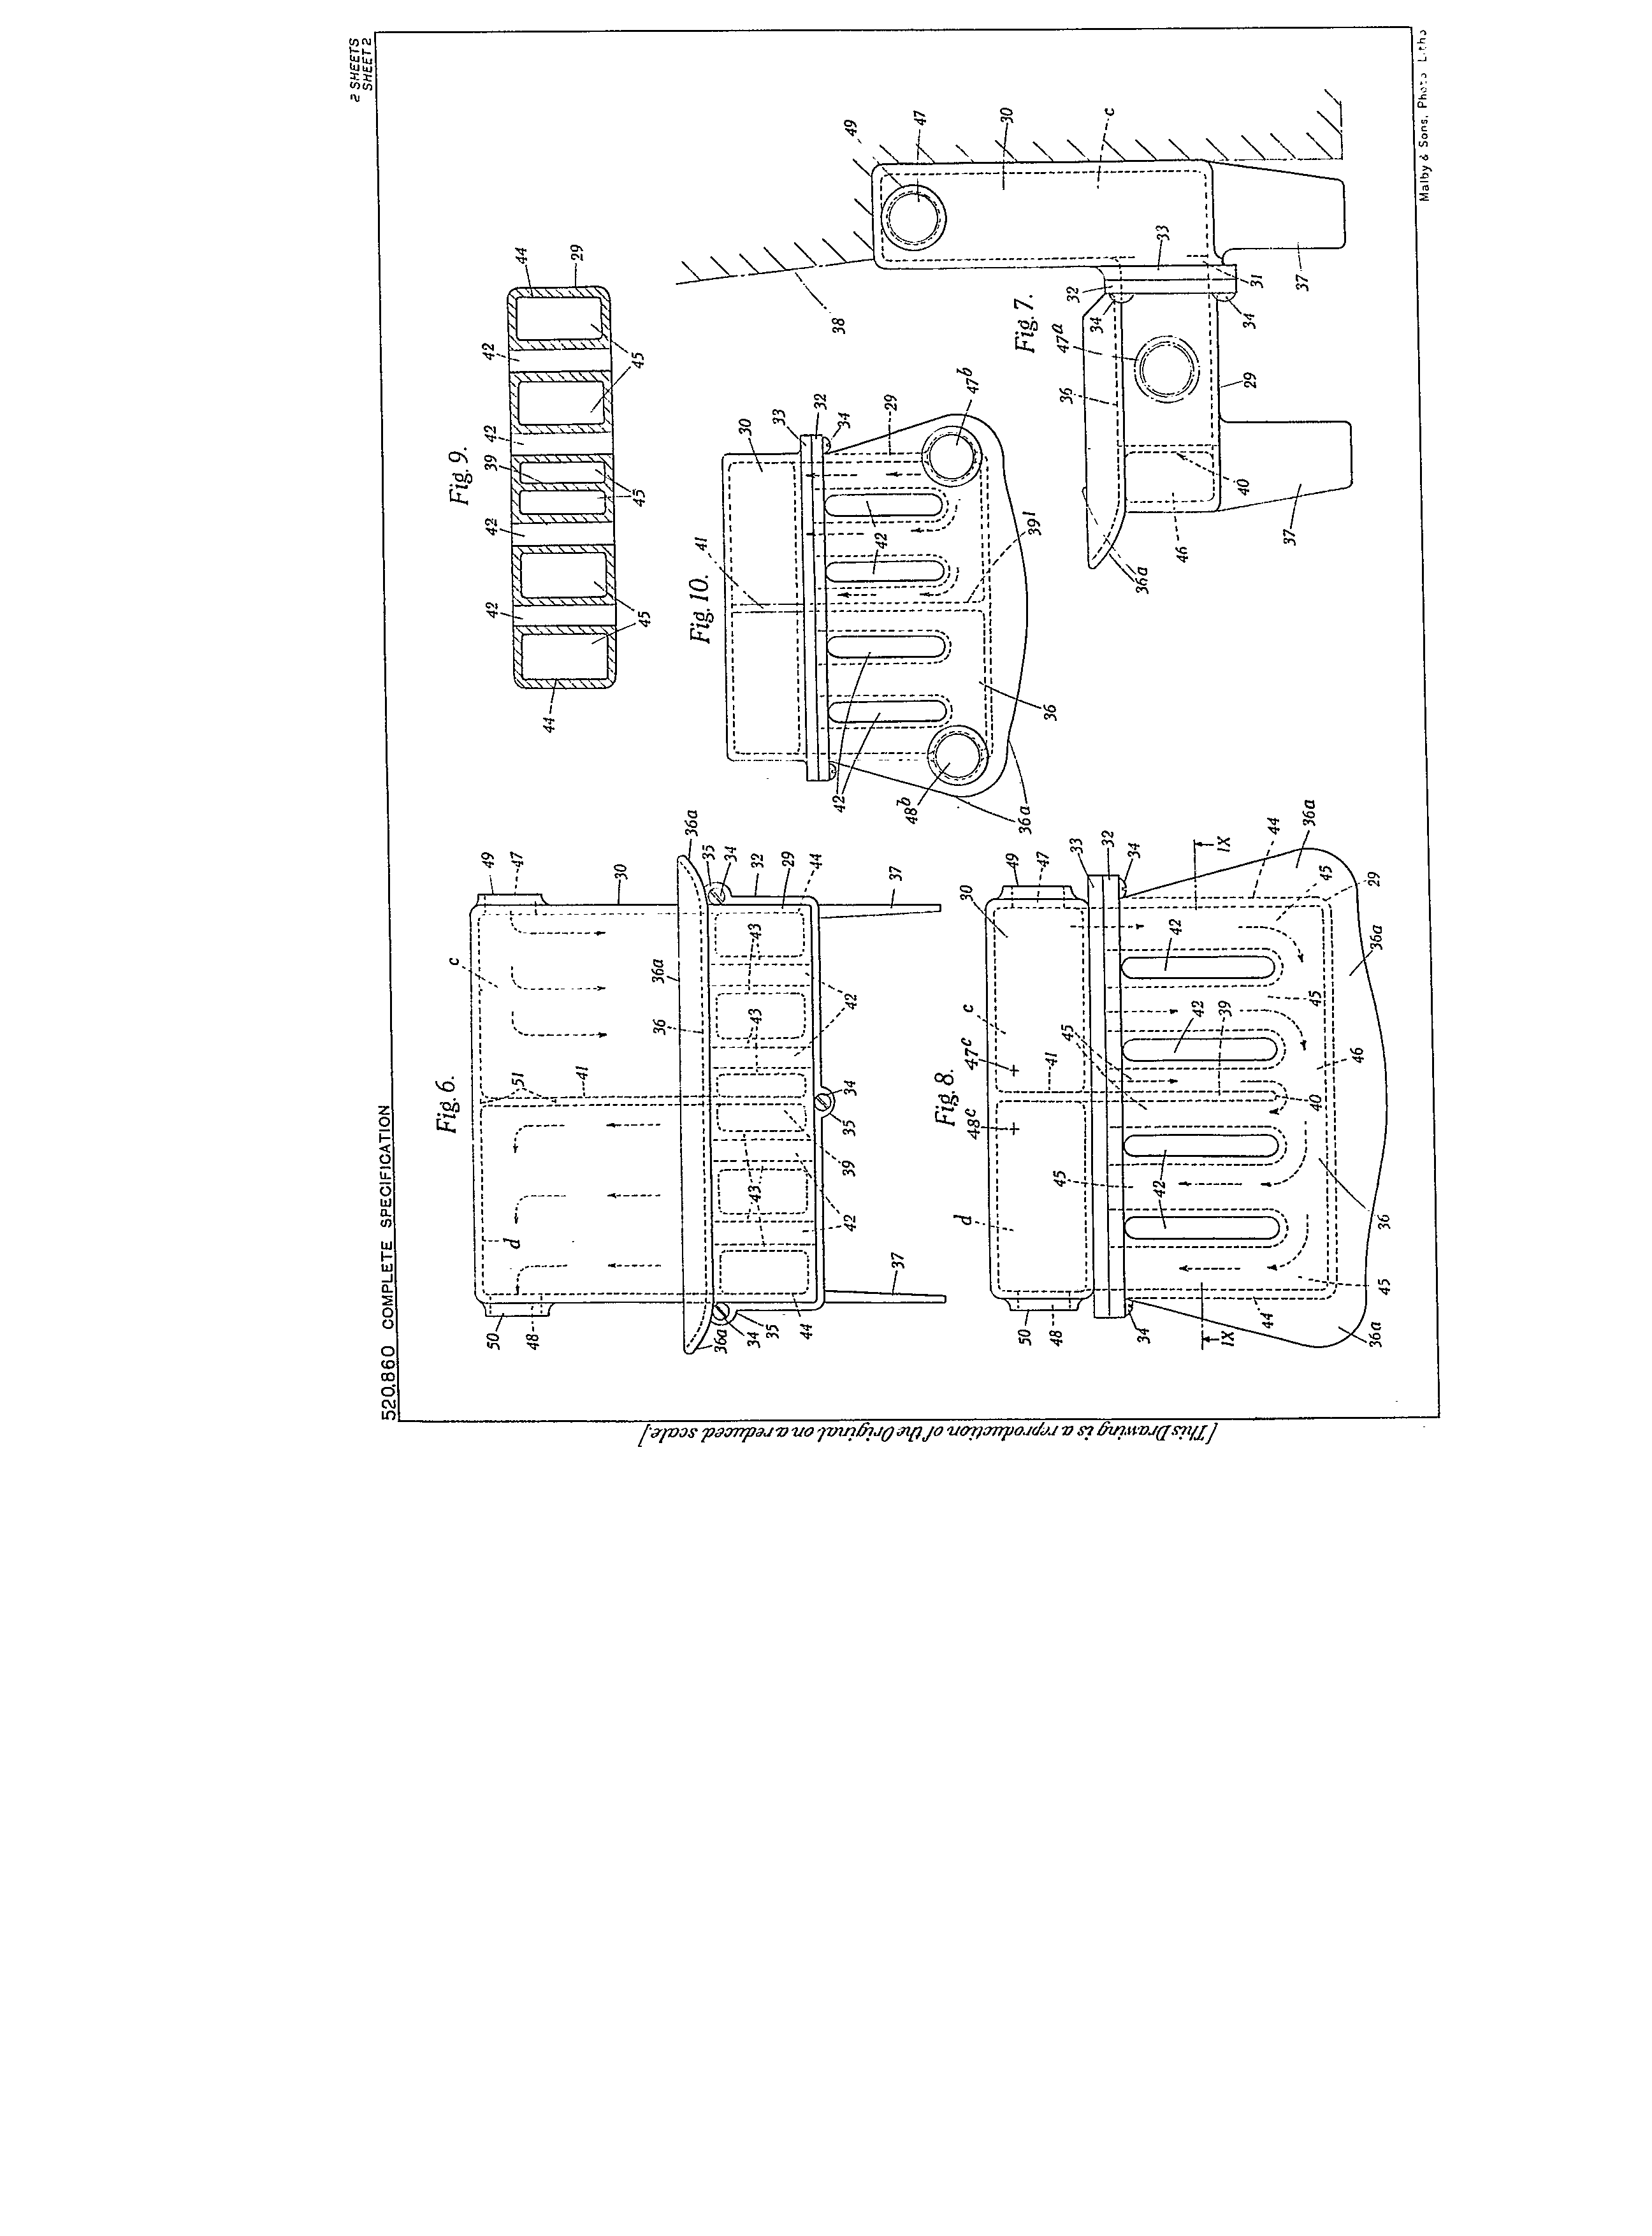 520,860 COMPLETE SPECIFICATION
2 SHEETS
SHEET 2
Fig. 6.
c
49
47
30
36a
35
34
32
29
44
37
51
41
d
36
36a
43
43
42
34
35
39
43
42
50
48
36a
34
35
44
37
Fig. 9.
44
29
42
45
42
39
45
42
42
45
44
Fig. 10.
30
33
32
34
29
47b
41
42
39¹
42
48b
36
36a
Fig. 7.
49
47
30
c
38
32
33
34
31
34
37
47a
36
29
36a
46
40
37
Fig. 8.
30
49
47
33
32
34
IX
44
36a
c
47c
45
41
42
45
29
36a
48c
42
45
39
46
40
d
45
42
42
36
50
48
34
IX
44
45
36a
[This Drawing is a reproduction of the Original on a reduced scale]
Malby & Sons, Photo-Litho